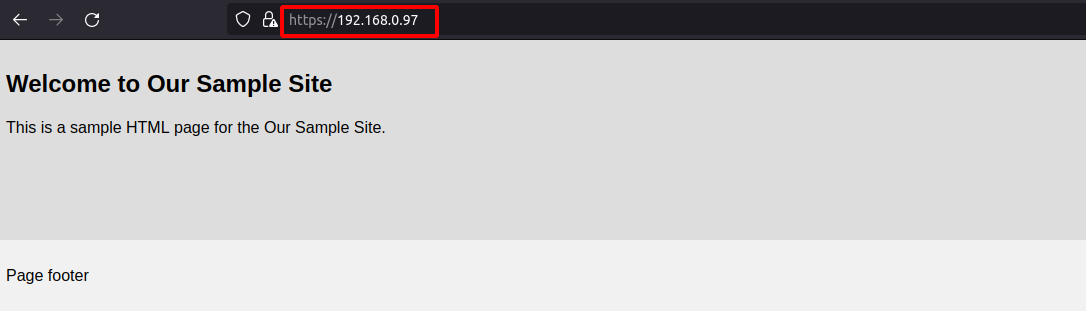 https://192.168.0.97
Welcome to Our Sample Site
This is a sample HTML page for the Our Sample Site.
Page footer